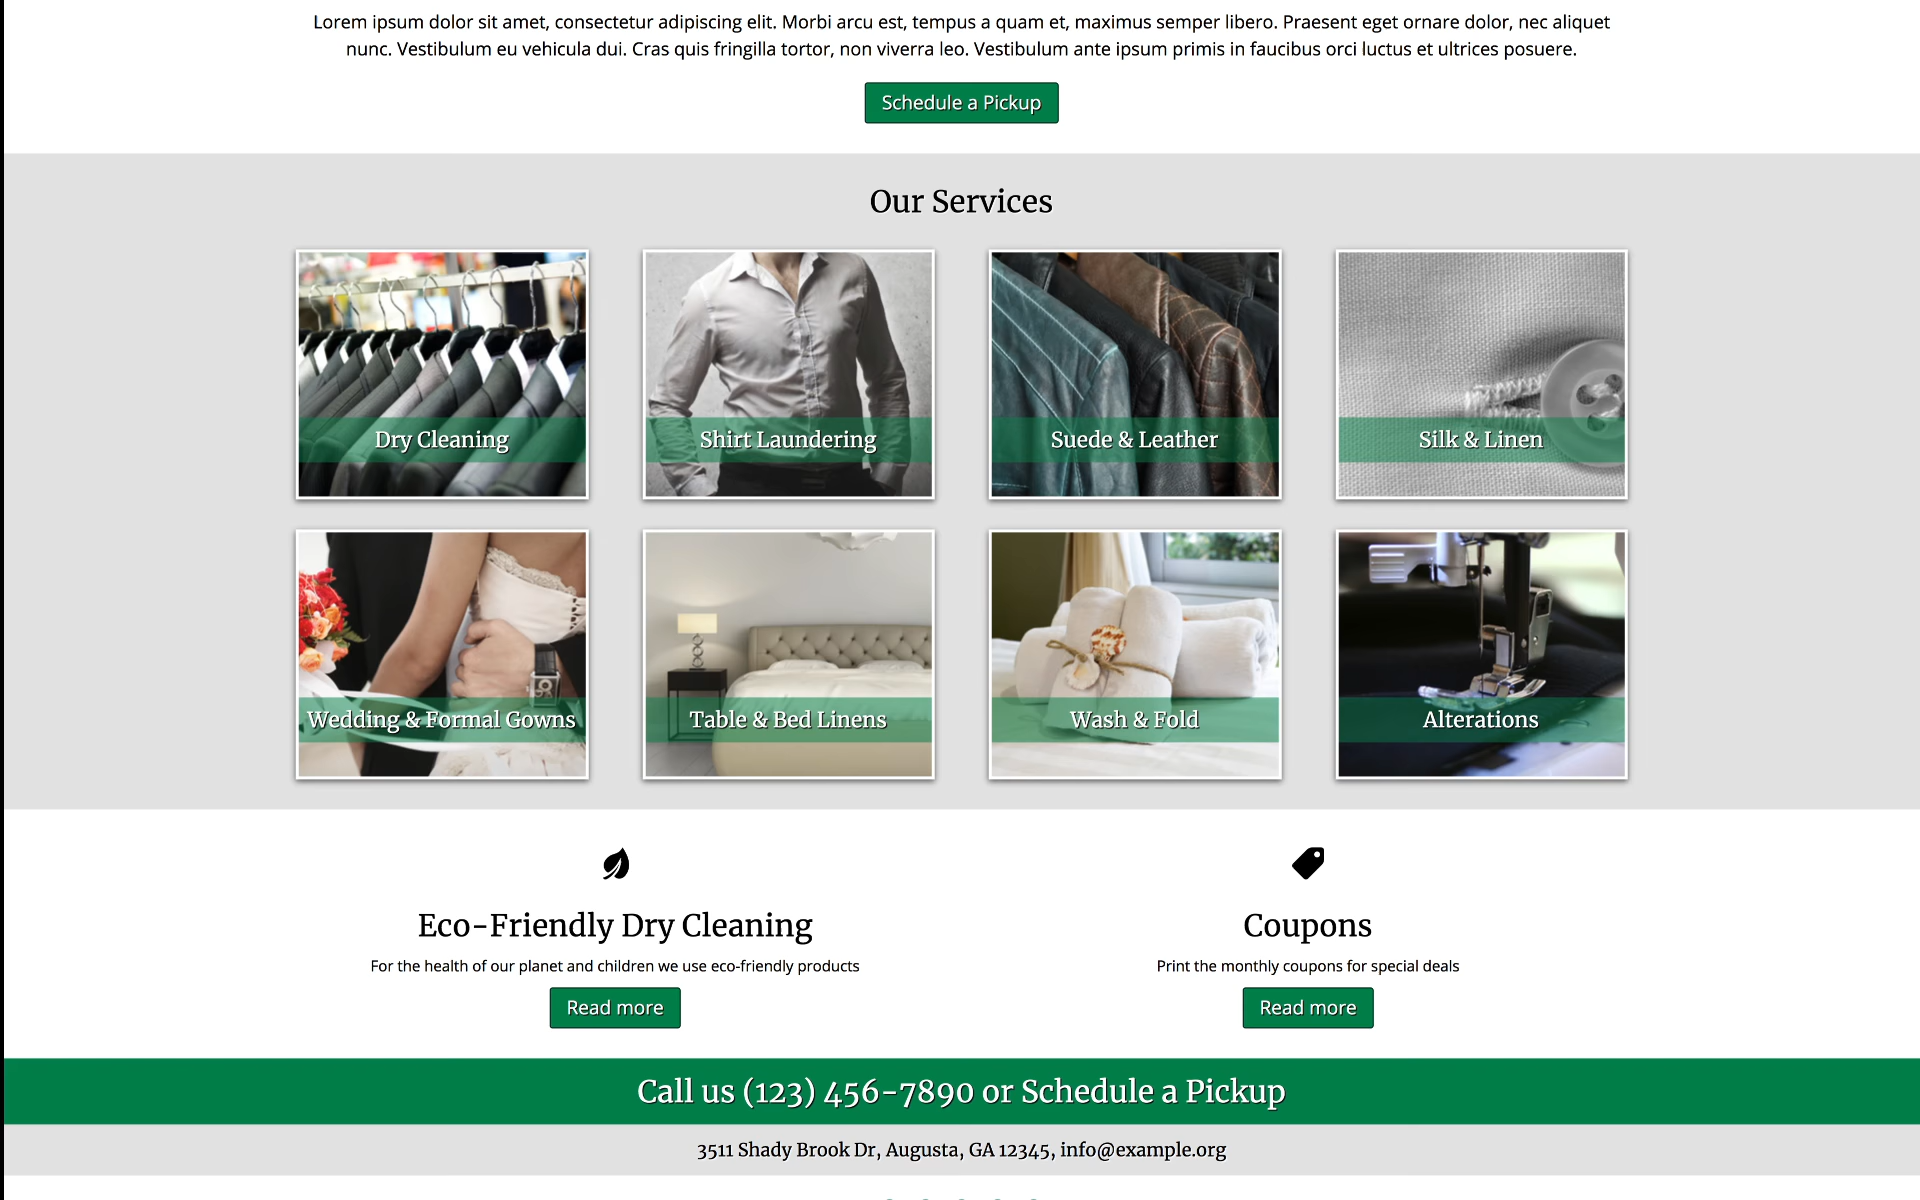 Lorem ipsum dolor sit amet, consectetur adipiscing elit. Morbi arcu est, tempus a quam et, maximus semper libero. Praesent eget ornare dolor, nec aliquet
nunc. Vestibulum eu vehicula dui. Cras quis fringilla tortor, non viverra leo. Vestibulum ante ipsum primis in faucibus orci luctus et ultrices posuere.
Schedule a Pickup
Our Services
Dry Cleaning
Shirt Laundering
Suede & Leather
Silk & Linen
Wedding & Formal Gowns
Table & Bed Linens
Wash & Fold
Alterations
Eco-Friendly Dry Cleaning
For the health of our planet and children we use eco-friendly products
Read more
Coupons
Print the monthly coupons for special deals
Read more
Call us (123) 456-7890 or Schedule a Pickup
3511 Shady Brook Dr, Augusta, GA 12345, info@example.org